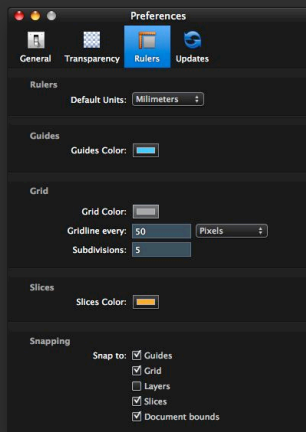 Preferences
General Transparency Rulers Updates
Rulers
Default Units: Milimeters
Guides
Guides Color:
Grid
Grid Color:
Gridline every: 50 Pixels
Subdivisions: 5
Slices
Slices Color:
Snapping
Snap to: Guides
Grid
Layers
Slices
Document bounds